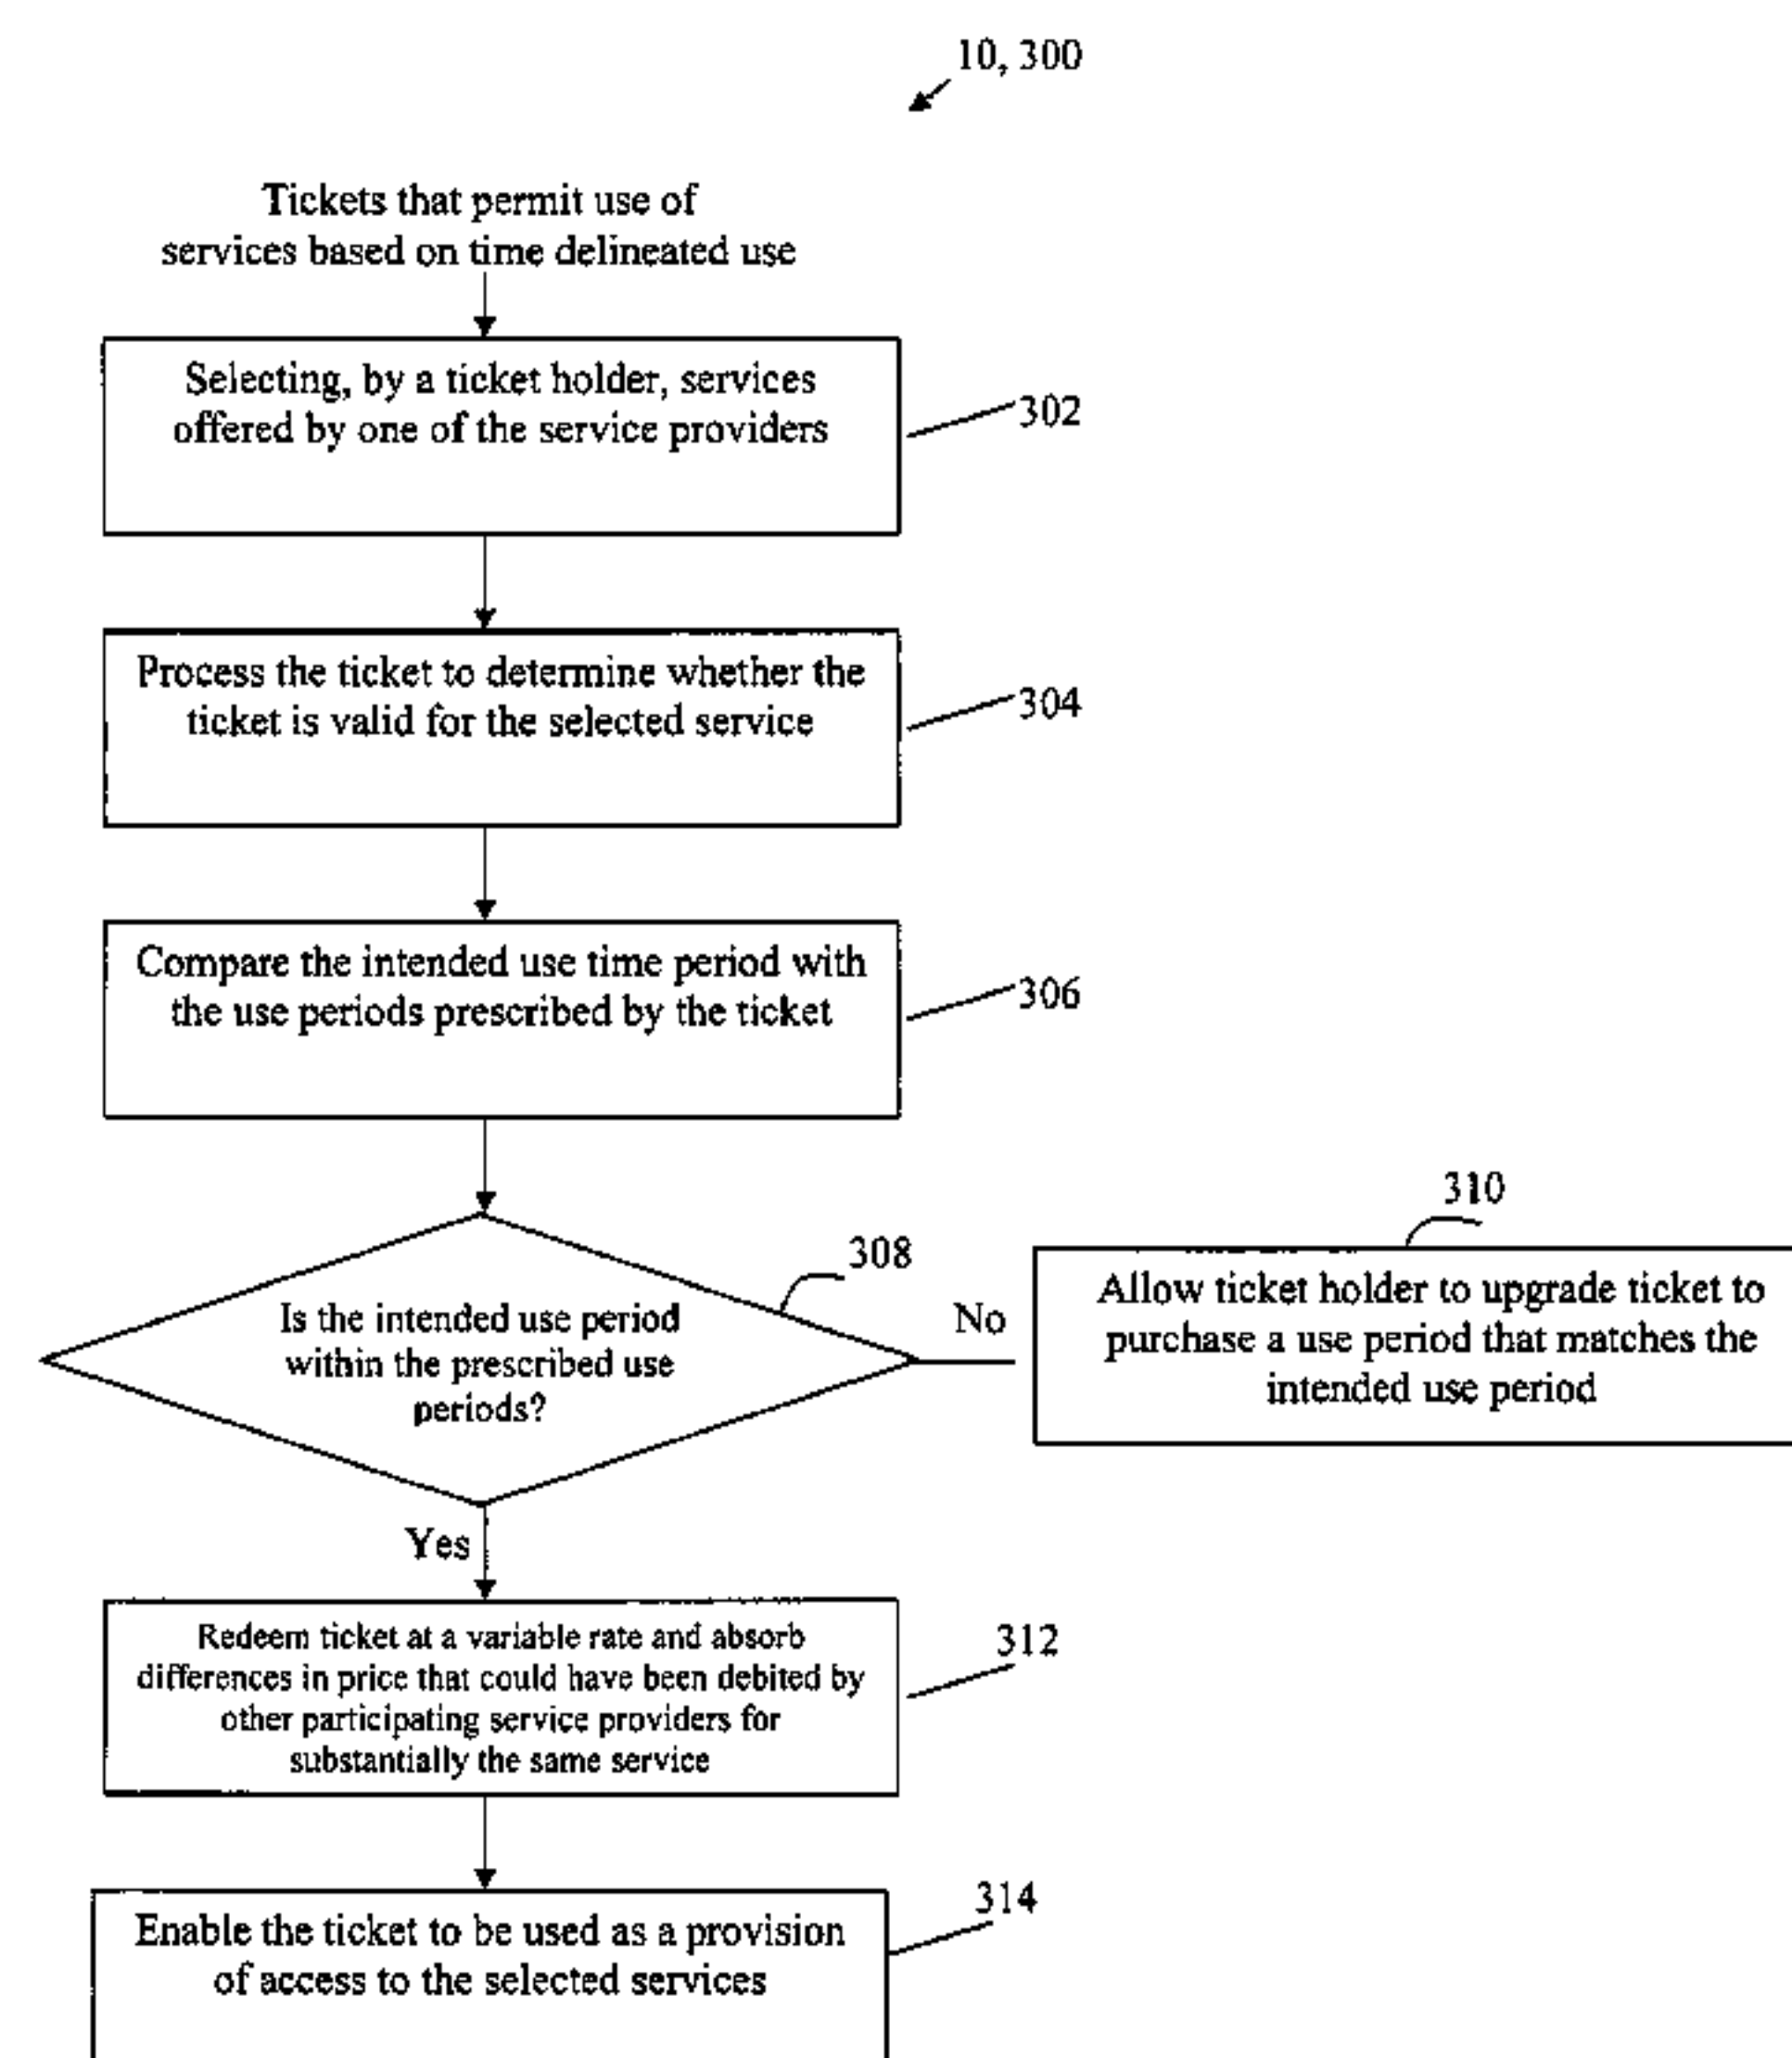 10, 300
Tickets that permit use of
services based on time delineated use
Selecting, by a ticket holder, services
offered by one of the service providers
302
Process the ticket to determine whether the
ticket is valid for the selected service
304
Compare the intended use time period with
the use periods prescribed by the ticket
306
308
Is the intended use period
within the prescribed use
periods?
No
310
Allow ticket holder to upgrade ticket to
purchase a use period that matches the
intended use period
Yes
Redeem ticket at a variable rate and absorb
differences in price that could have been debited by
other participating service providers for
substantially the same service
312
Enable the ticket to be used as a provision
of access to the selected services
314